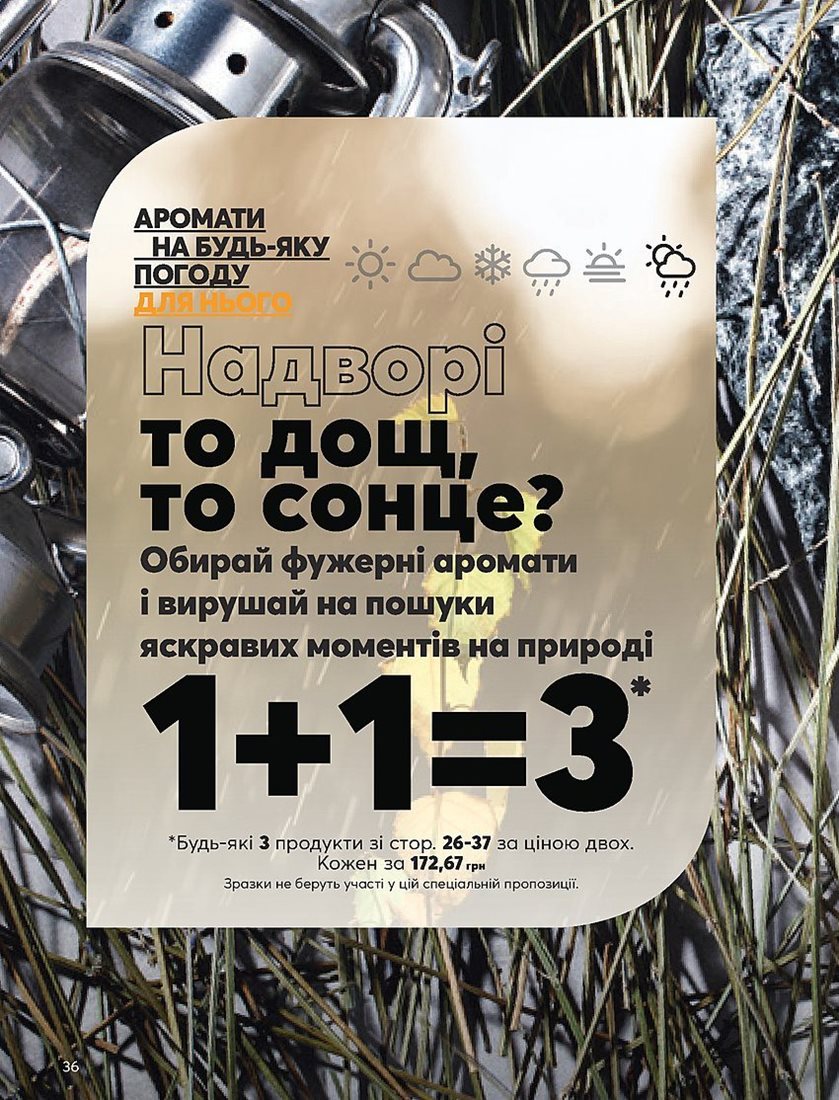 АРОМАТИ
НА БУДЬ-ЯКУ
ПОГОДУ
ДЛЯ НЬОГО
Надворі
то дощ,
то сонце?
Обирай фужерні аромати
і вирушай на пошуки
яскравих моментів на природі
1+1=3*
*Будь-які 3 продукти зі стор. 26-37 за ціною двох.
Кожен за 172,67 грн
Зразки не беруть участі у цій спеціальній пропозиції.
36